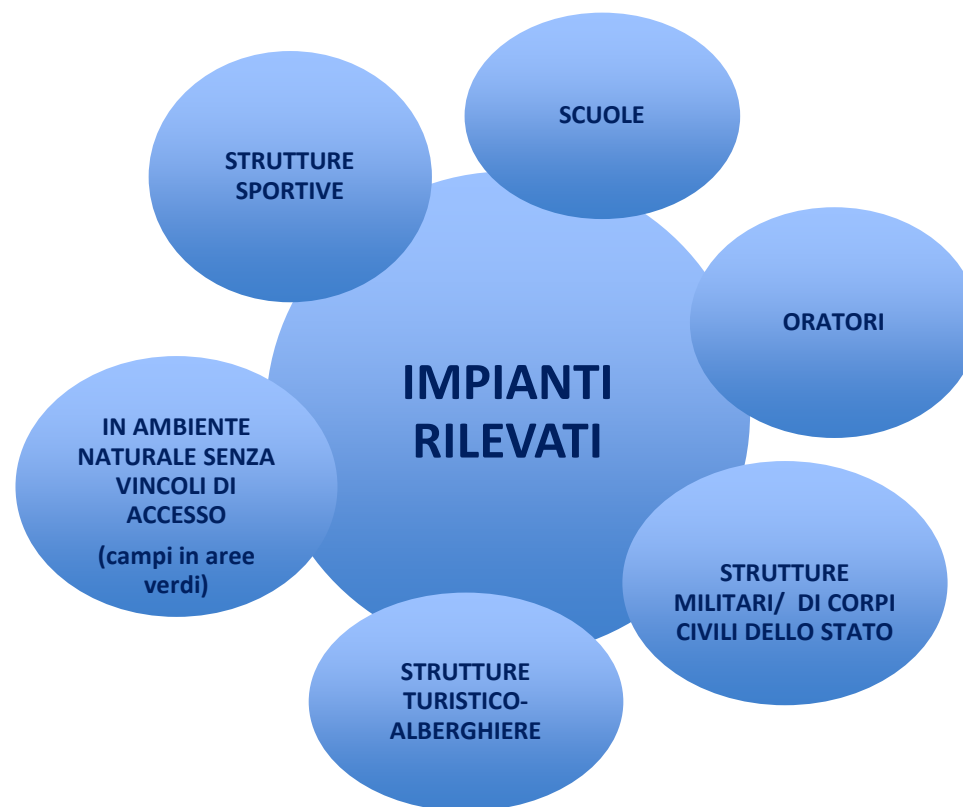 SCUOLE
STRUTTURE
SPORTIVE
ORATORI
IMPIANTI
RILEVATI
IN AMBIENTE
NATURALE SENZA
VINCOLI DI
ACCESSO
(campi in aree
verdi)
STRUTTURE
MILITARI/ DI CORPI
CIVILI DELLO STATO
STRUTTURE
TURISTICO-
ALBERGHIERE